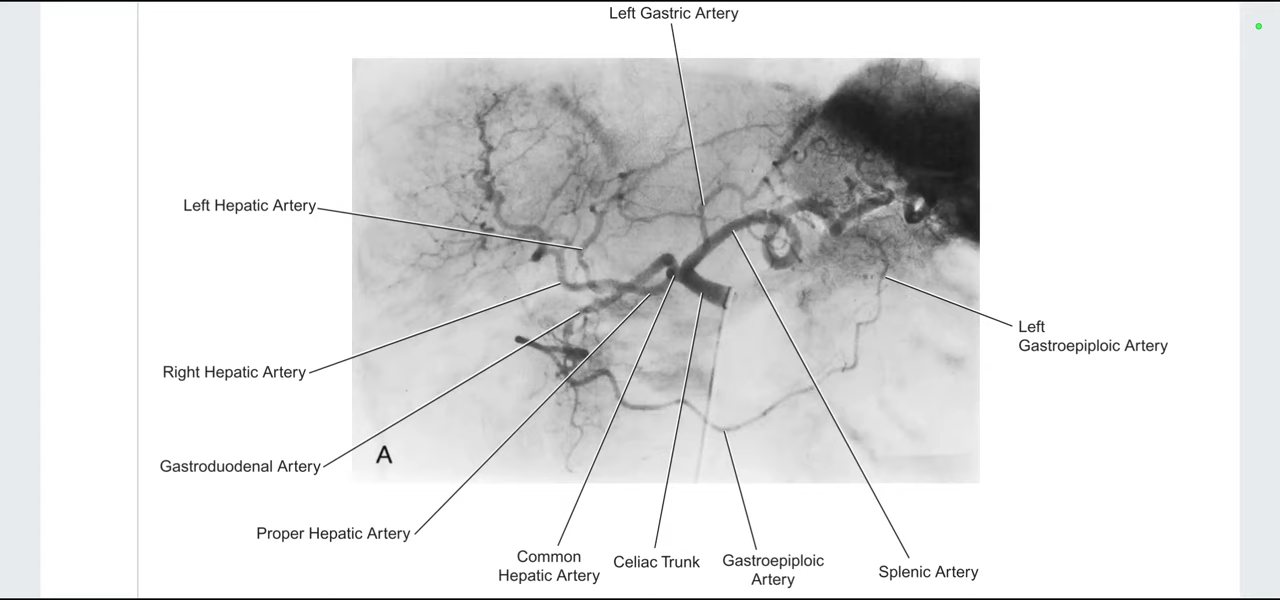 Left Gastric Artery
Left Hepatic Artery
Left
Gastroepiploic Artery
Right Hepatic Artery
A
Gastroduodenal Artery
Proper Hepatic Artery
Common
Hepatic Artery
Celiac Trunk
Gastroepiploic
Artery
Splenic Artery